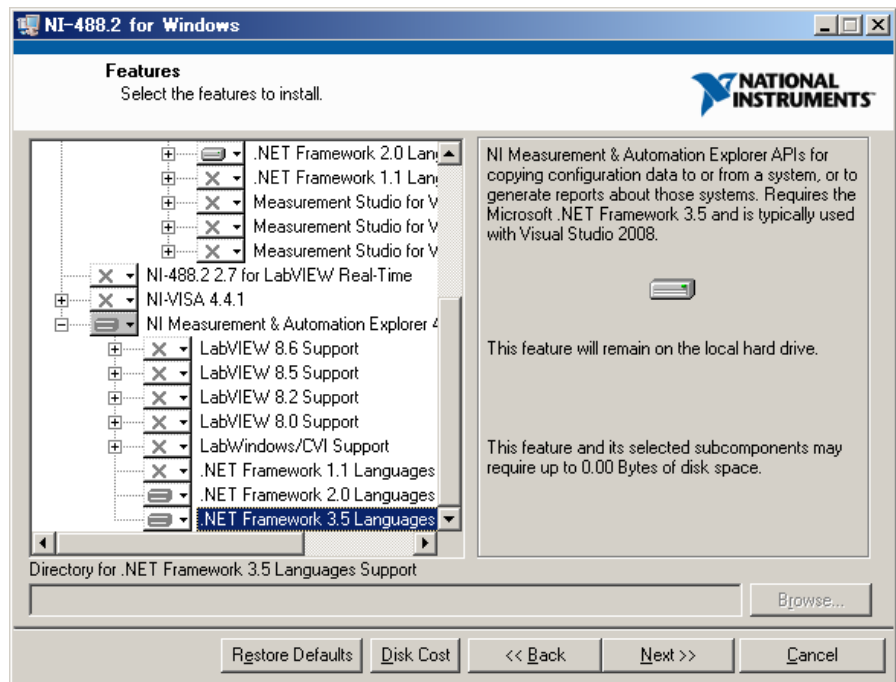 NI-488.2 for Windows
Features
Select the features to install.
NATIONAL
INSTRUMENTS
.NET Framework 2.0 Lang
.NET Framework 1.1 Lang
Measurement Studio for V
Measurement Studio for V
Measurement Studio for V
NI-488.2 2.7 for LabVIEW Real-Time
NI-VISA 4.4.1
NI Measurement & Automation Explorer 4
LabVIEW 8.6 Support
LabVIEW 8.5 Support
LabVIEW 8.2 Support
LabVIEW 8.0 Support
LabWindows/CVI Support
.NET Framework 1.1 Languages
.NET Framework 2.0 Languages
.NET Framework 3.5 Languages
NI Measurement & Automation Explorer APIs for
copying configuration data to or from a system, or to
generate reports about those systems. Requires the
Microsoft .NET Framework 3.5 and is typically used
with Visual Studio 2008.
This feature will remain on the local hard drive.
This feature and its selected subcomponents may
require up to 0.00 Bytes of disk space.
Directory for .NET Framework 3.5 Languages Support
Browse...
Restore Defaults
Disk Cost
<< Back
Next >>
Cancel